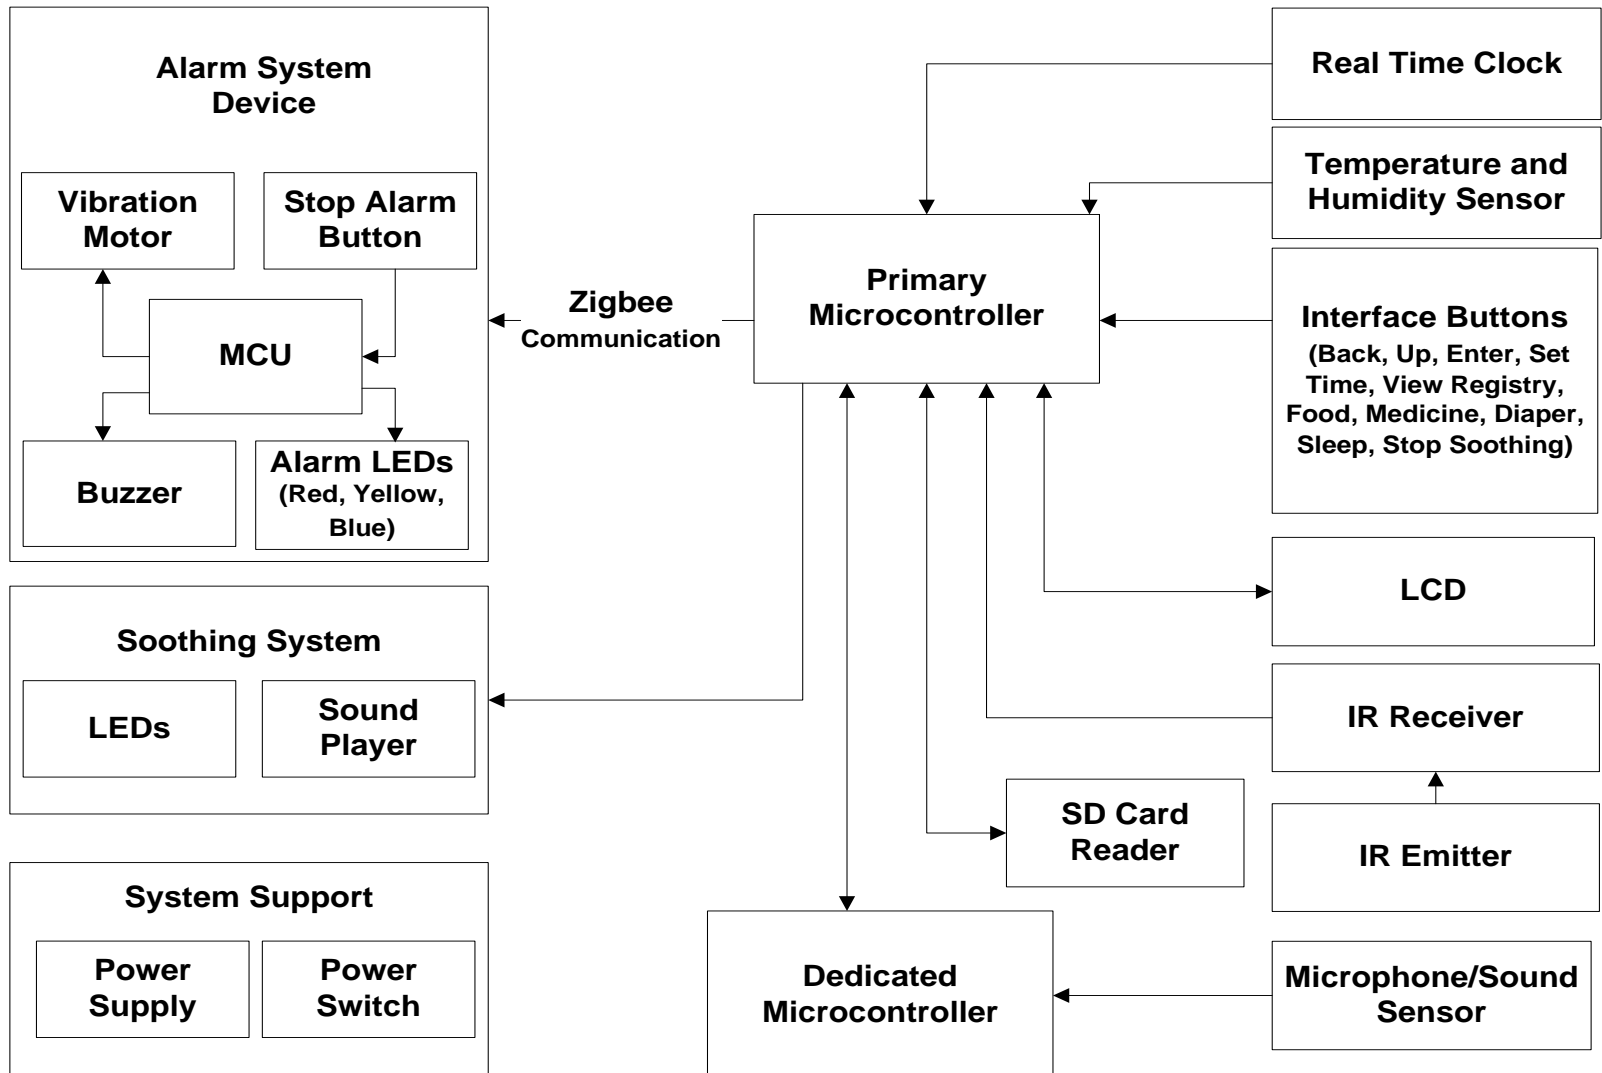 Alarm System
Device
Vibration
Motor
Stop Alarm
Button
MCU
Buzzer
Alarm LEDs
(Red, Yellow,
Blue)
Zigbee
Communication
Primary
Microcontroller
Real Time Clock
Temperature and
Humidity Sensor
Interface Buttons
(Back, Up, Enter, Set
Time, View Registry,
Food, Medicine, Diaper,
Sleep, Stop Soothing)
LCD
Soothing System
LEDs
Sound
Player
IR Receiver
SD Card
Reader
IR Emitter
System Support
Power
Supply
Power
Switch
Dedicated
Microcontroller
Microphone/Sound
Sensor